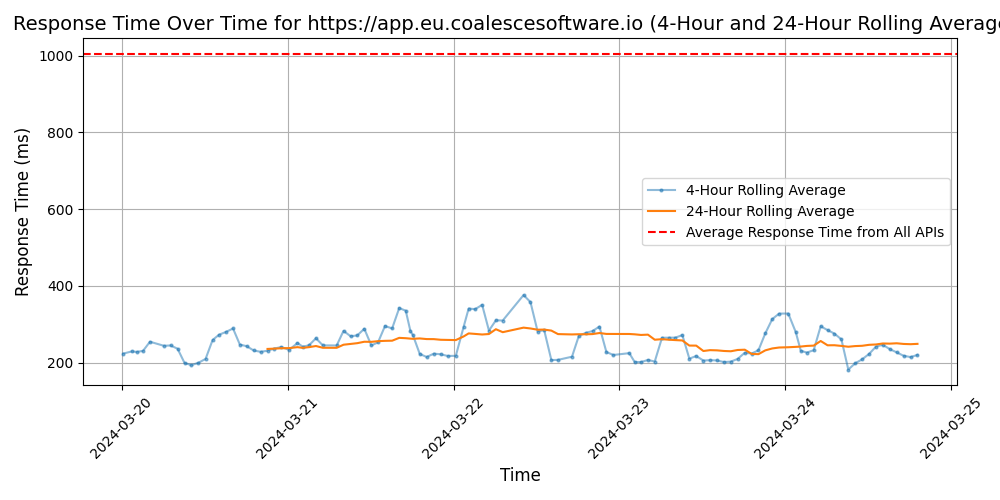 Response Time Over Time for https://app.eu.coalescesoftware.io (4-Hour and 24-Hour Rolling Average
Response Time (ms)
1000
800
600
400
200
4-Hour Rolling Average
24-Hour Rolling Average
Average Response Time from All APIs
2024-03-20
2024-03-21
2024-03-22
2024-03-23
2024-03-24
2024-03-25
Time